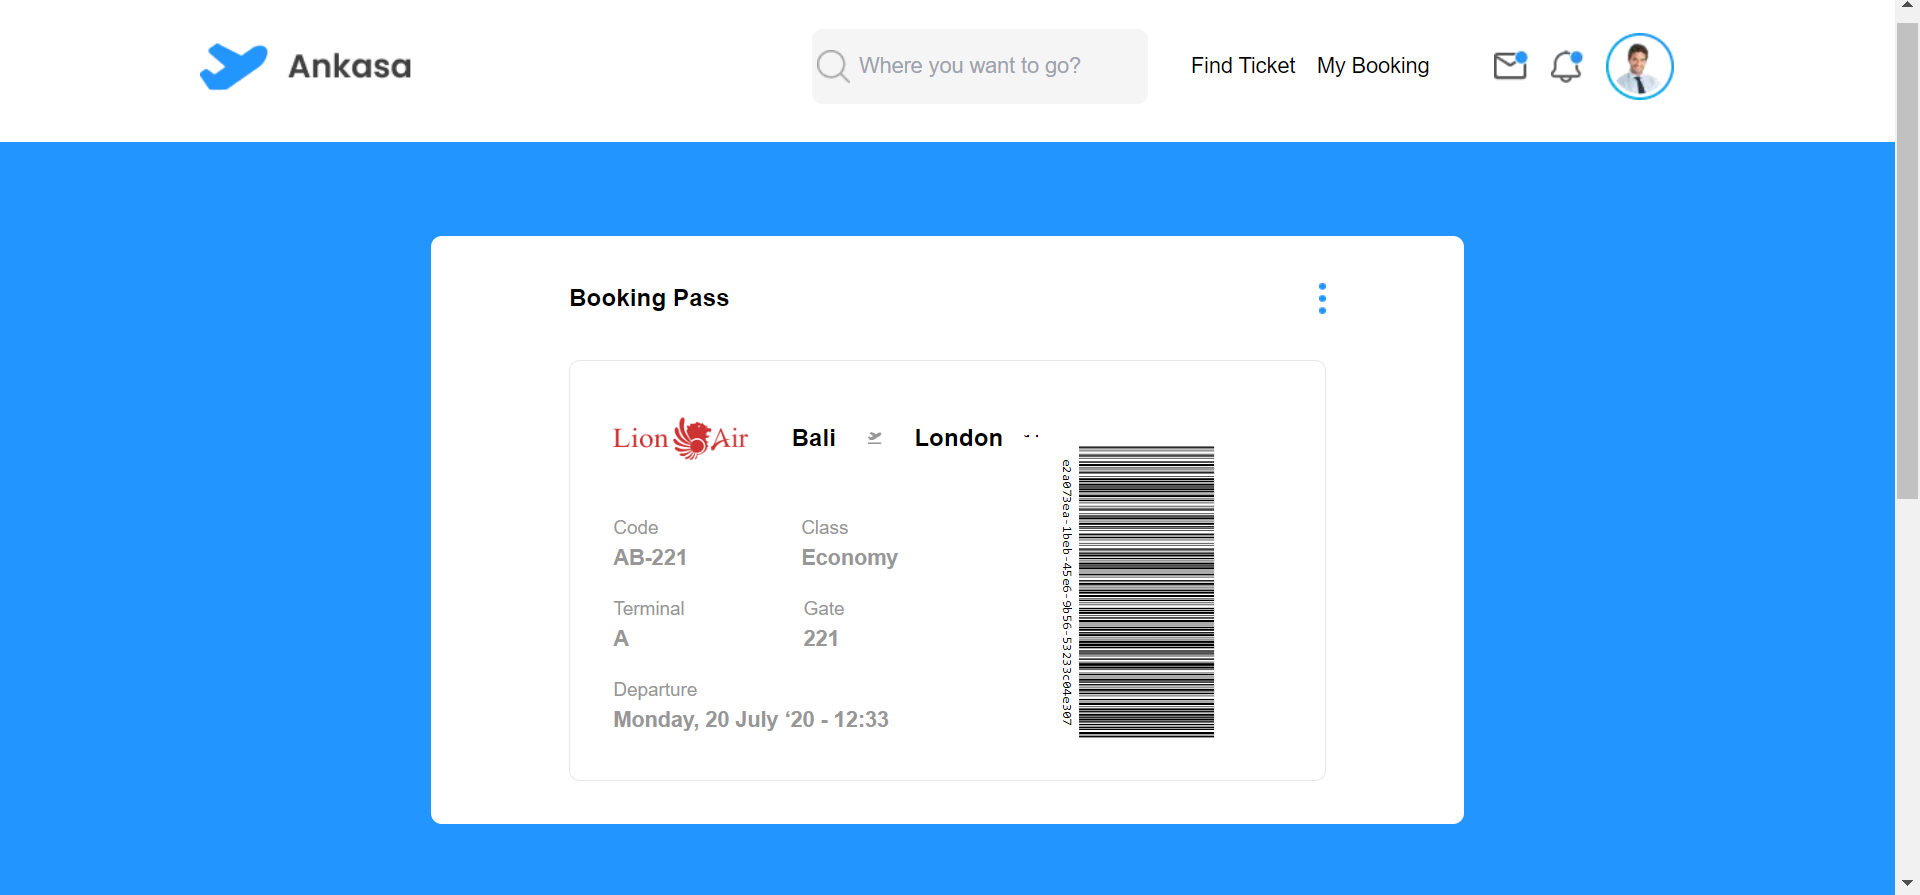 Ankasa
Where you want to go?
Find Ticket
My Booking
Booking Pass
Lion Air
Bali
London
Code
AB-221
Class
Economy
Terminal
A
Gate
221
Departure
Monday, 20 July ‘20 - 12:33
e2a073ea-1beb-45e6-9b56-53233c04e307